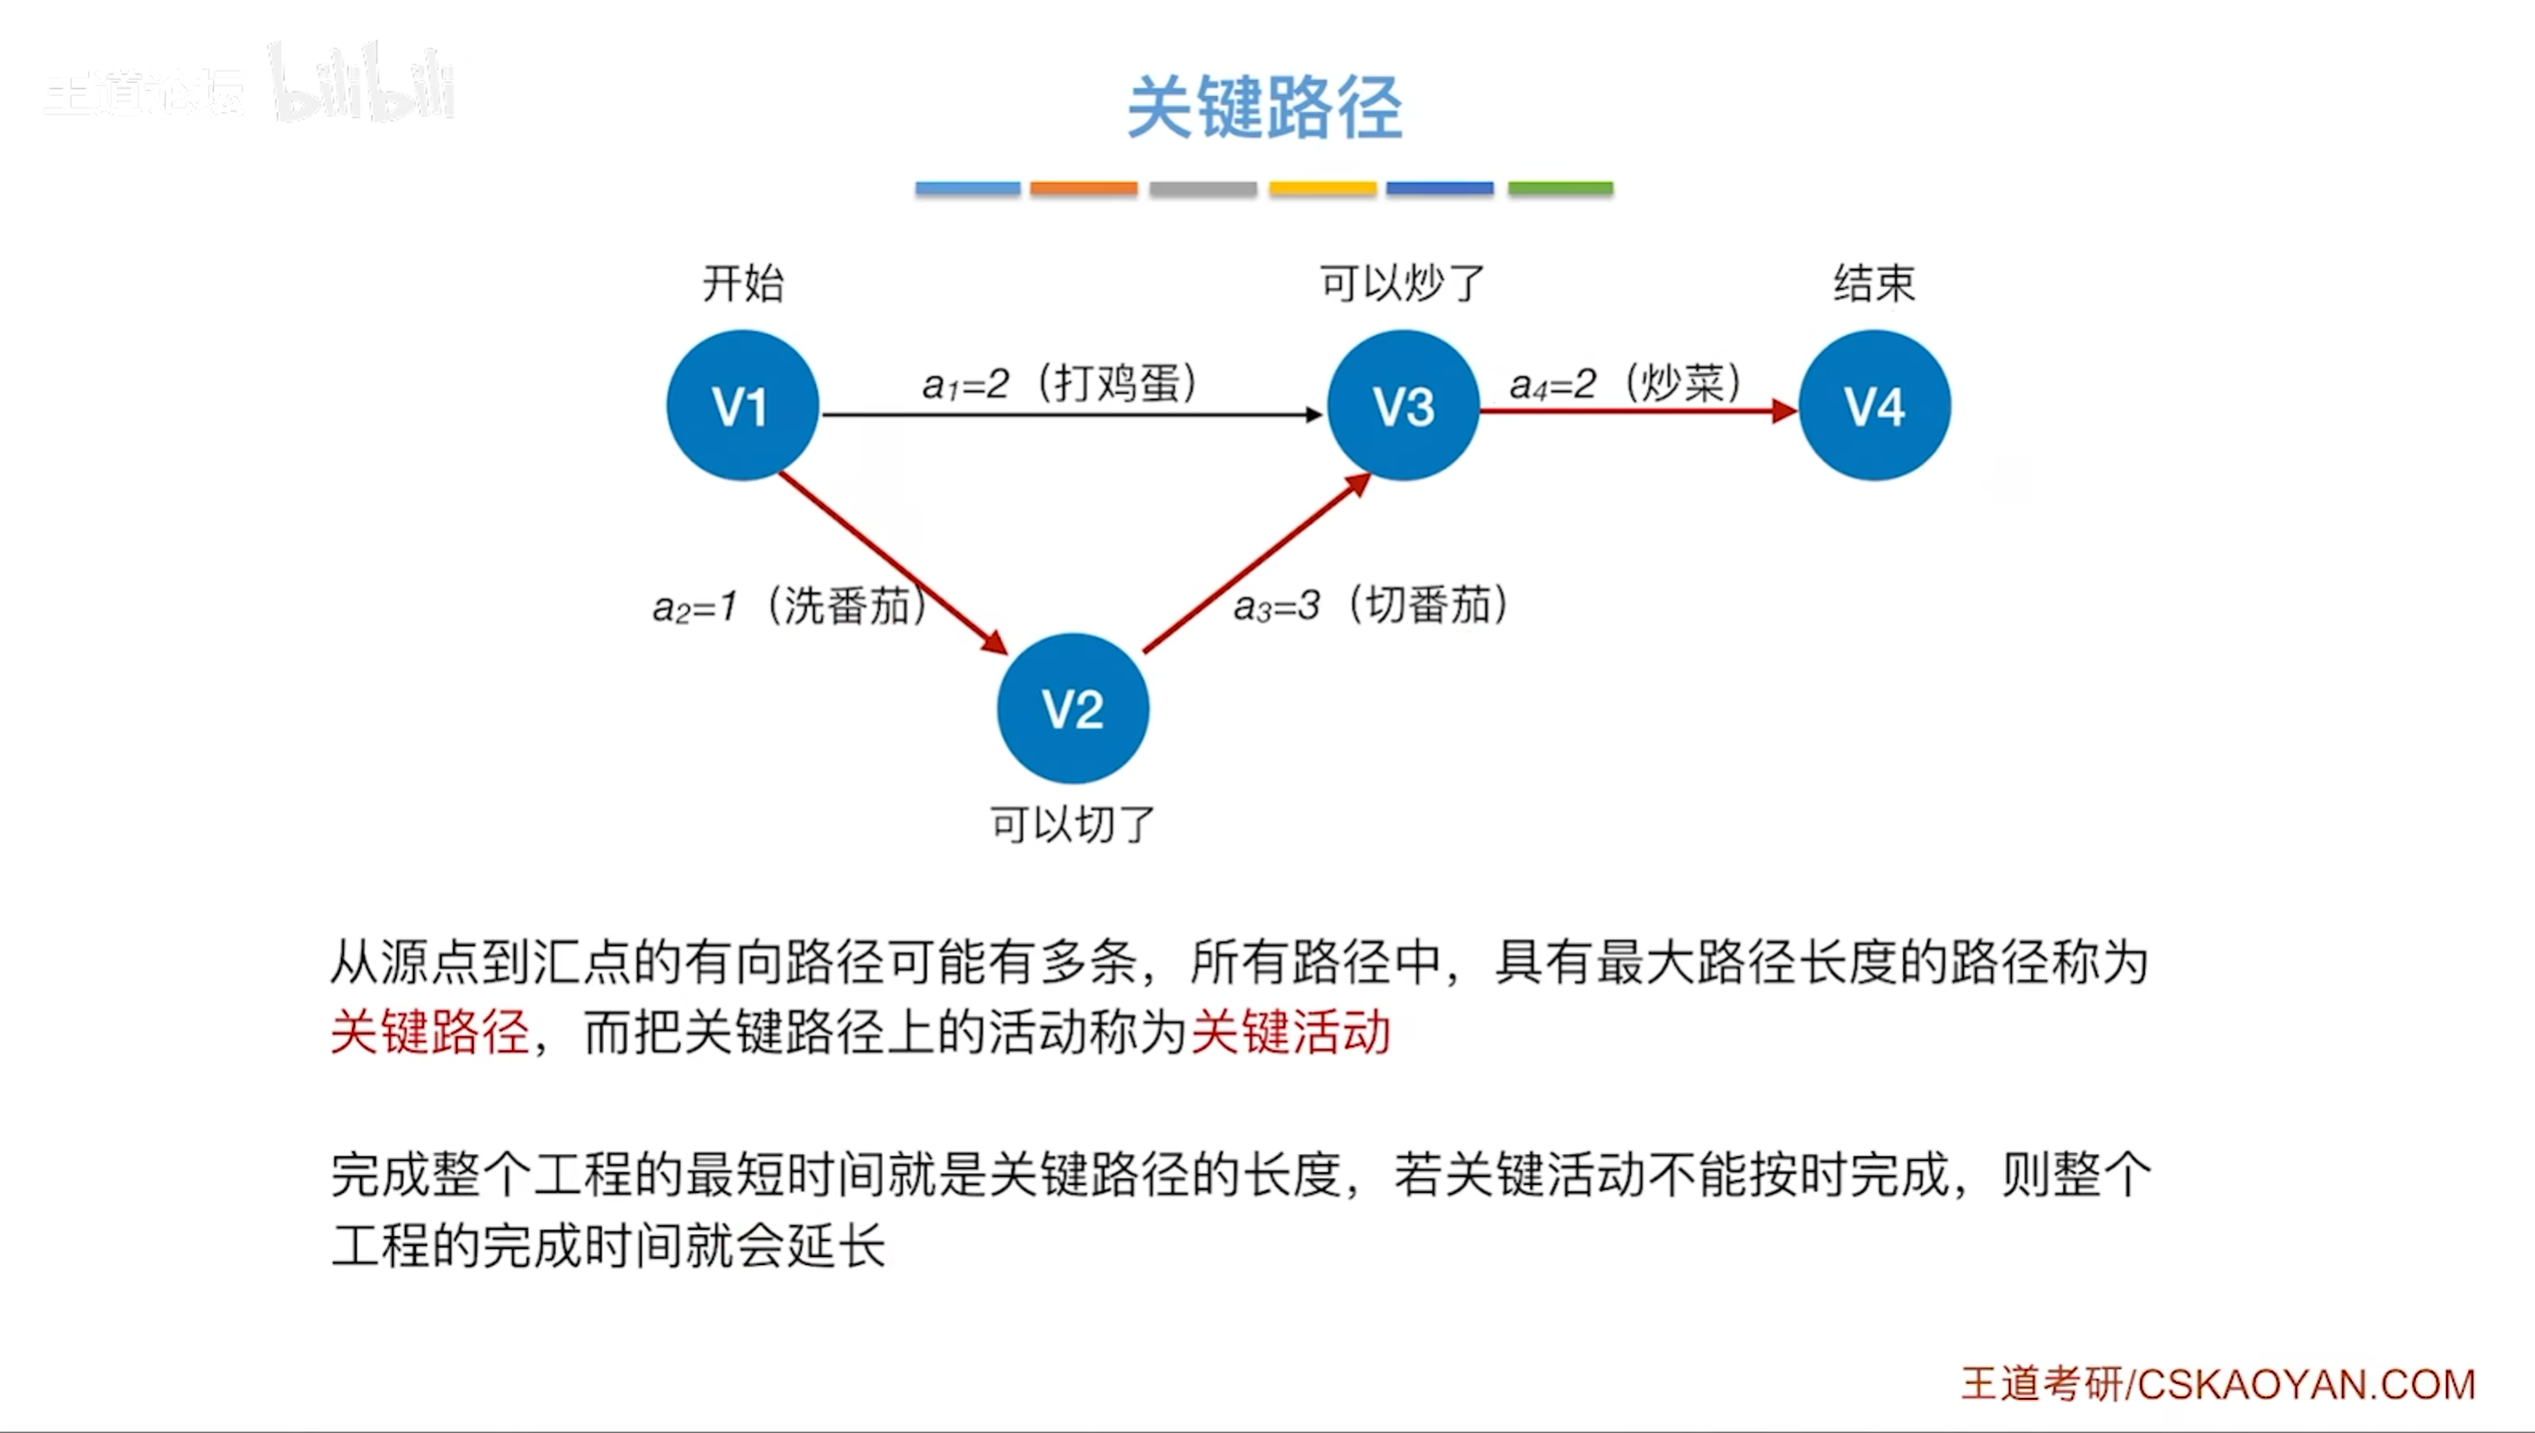 王道论坛 bilibili
关键路径
开始
可以炒了
结束
a1=2（打鸡蛋）
a4=2（炒菜）
V1
V3
V4
a2=1（洗番茄）
a3=3（切番茄）
V2
可以切了
从源点到汇点的有向路径可能有多条，所有路径中，具有最大路径长度的路径称为
关键路径，而把关键路径上的活动称为关键活动
完成整个工程的最短时间就是关键路径的长度，若关键活动不能按时完成，则整个
工程的完成时间就会延长
王道考研/CSKAOYAN.COM